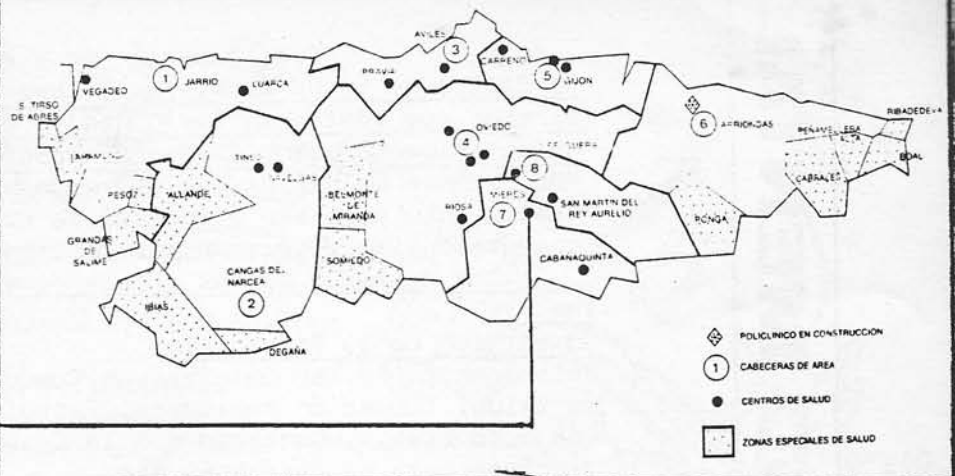 AVILES
3
CARREÑO
5
GIJON
1
JARRIO
LUARCA
VEGADEO
PRAVIA
S. TIRSO
DE ABRES
6
ARRIONDAS
RIBADEDEVA
PEÑAMELLERA
ALTA
BOAL
CABRALES
OVIEDO
4
8
TINEO
PESOZ
ALLANDE
BELMONTE
DE
MIRANDA
RIOSA
MIERES
7
SAN MARTIN DEL
REY AURELIO
PONGA
GRANDAS
DE
SALIME
SOMIEDO
CABAÑAQUINTA
CANGAS DEL
NARCEA
2
IBIAS
DEGAÑA
POLICLINICO EN CONSTRUCCION
1
CABECERAS DE AREA
CENTROS DE SALUD
ZONAS ESPECIALES DE SALUD